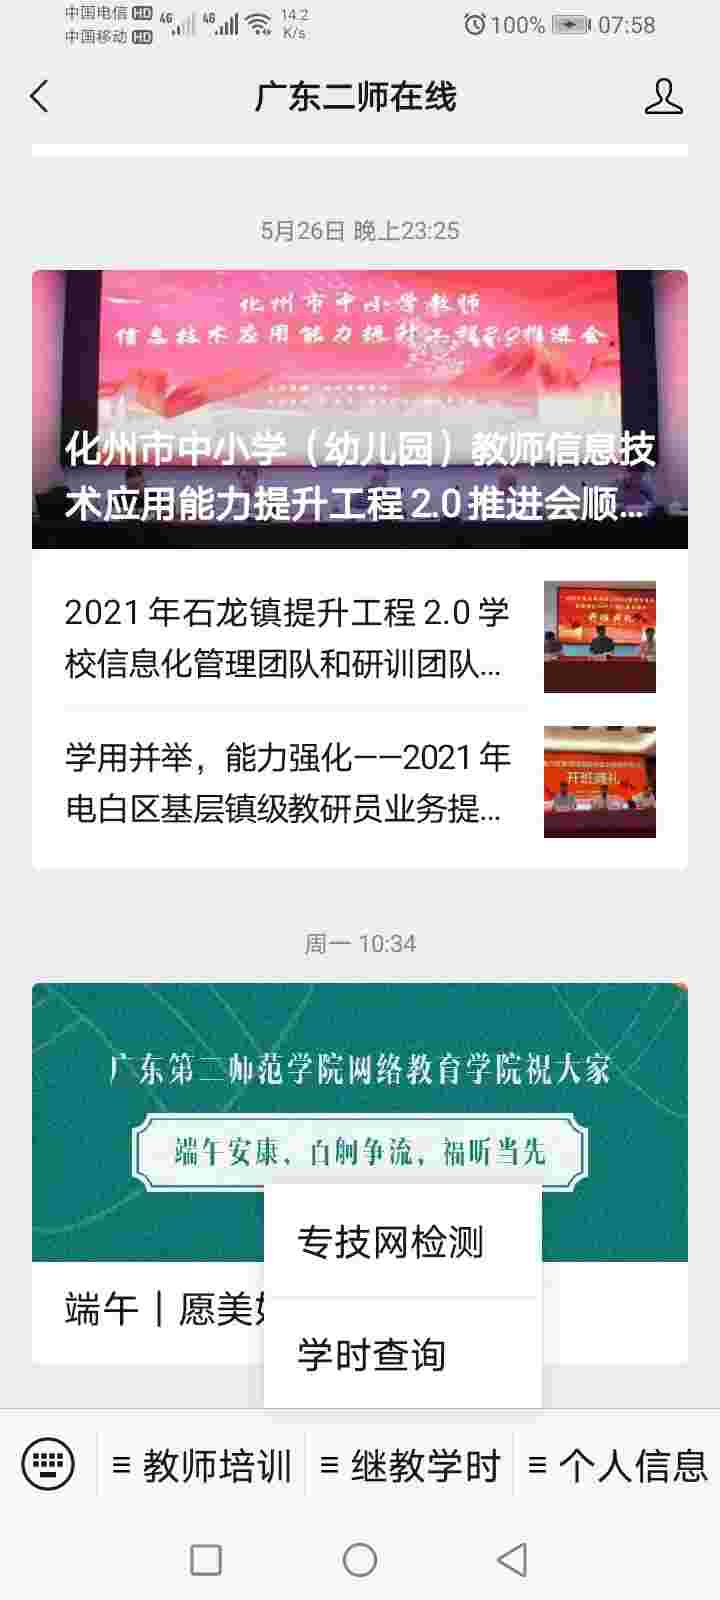 中国电信 HD
中国移动 HD
4G
4G
14.2
K/s
100%
07:58
广东二师在线
5月26日 晚上23:25
化州市中小学教师
信息技术应用能力提升工程2.0推进会
化州市中小学（幼儿园）教师信息技
术应用能力提升工程 2.0 推进会顺...
2021 年石龙镇提升工程 2.0 学
校信息化管理团队和研训团队...
学用并举，能力强化——2021 年
电白区基层镇级教研员业务提...
开班典礼
周一 10:34
广东第二师范学院网络教育学院祝大家
端午安康、百舸争流，福昕当先
专技网检测
端午｜愿美好
学时查询
教师培训
继教学时
个人信息